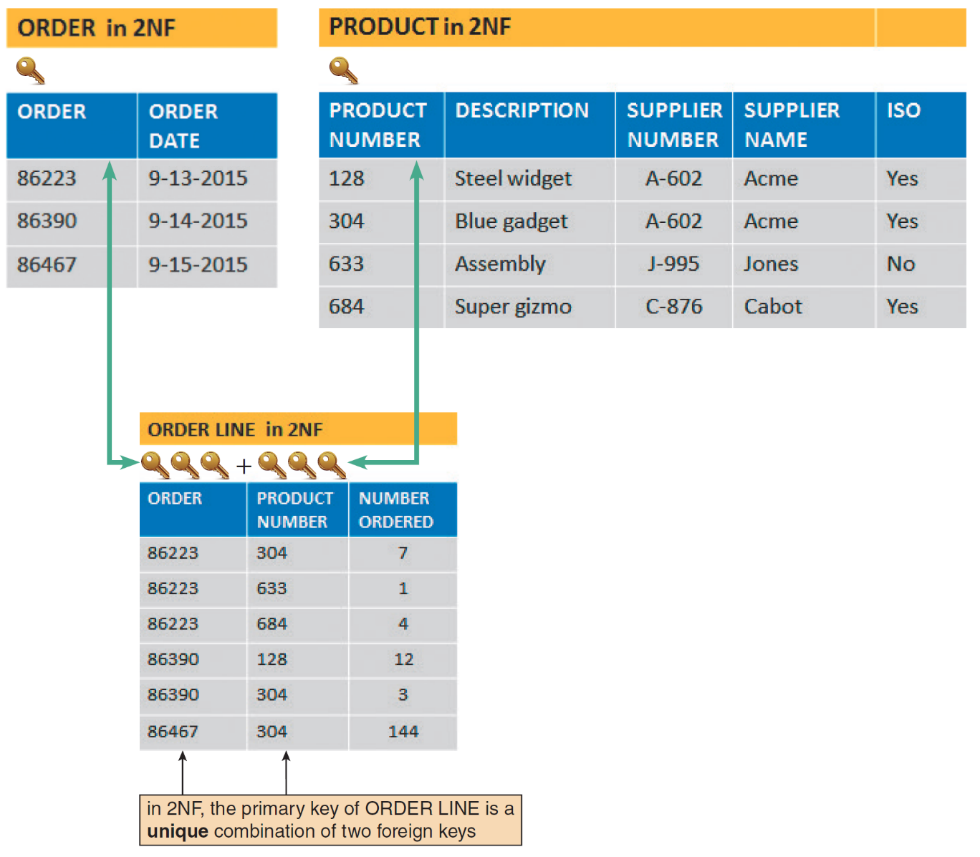 ORDER in 2NF
ORDER
ORDER DATE
86223 9-13-2015
86390 9-14-2015
86467 9-15-2015
PRODUCT in 2NF
PRODUCT NUMBER DESCRIPTION SUPPLIER NUMBER SUPPLIER NAME ISO
128 Steel widget A-602 Acme Yes
304 Blue gadget A-602 Acme Yes
633 Assembly J-995 Jones No
684 Super gizmo C-876 Cabot Yes
ORDER LINE in 2NF
+
ORDER PRODUCT NUMBER NUMBER ORDERED
86223 304 7
86223 633 1
86223 684 4
86390 128 12
86390 304 3
86467 304 144
in 2NF, the primary key of ORDER LINE is a
unique combination of two foreign keys